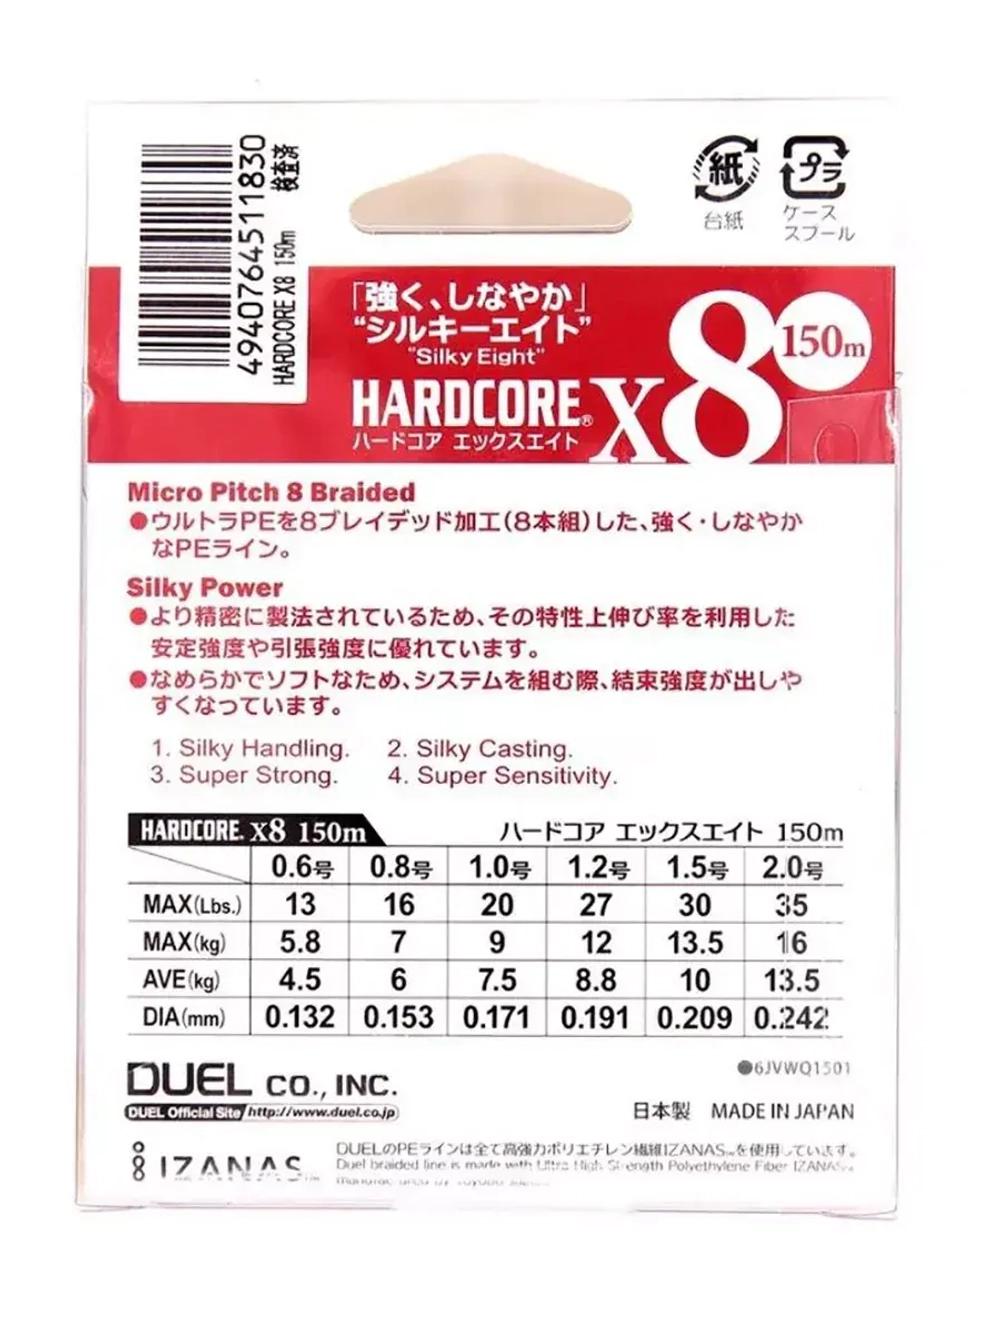 4940764511830
検査済
HARDCORE X8 150m
紙
台紙
プラ
ケース
スプール
「強く、しなやか」
“シルキーエイト”
"Silky Eight"
HARDCORE® X8 150m
ハードコア エックスエイト
Micro Pitch 8 Braided
●ウルトラPEを8ブレイデッド加工(8本組)した、強く・しなやか
なPEライン。
Silky Power
●より精密に製法されているため、その特性上伸び率を利用した
安定強度や引張強度に優れています。
●なめらかでソフトなため、システムを組む際、結束強度が出しや
すくなっています。
1. Silky Handling. 2. Silky Casting.
3. Super Strong. 4. Super Sensitivity.
HARDCORE® X8 150m ハードコア エックスエイト 150m
0.6号 0.8号 1.0号 1.2号 1.5号 2.0号
MAX(Lbs.) 13 16 20 27 30 35
MAX(kg) 5.8 7 9 12 13.5 16
AVE(kg) 4.5 6 7.5 8.8 10 13.5
DIA(mm) 0.132 0.153 0.171 0.191 0.209 0.242
●6JVWQ1501
DUEL CO., INC.
DUEL Official Site http://www.duel.co.jp
日本製 MADE IN JAPAN
IZANAS™
DUELのPEラインは全て高強力ポリエチレン繊維IZANAS™を使用しています。
Duel braided line is made with Ultra High Strength Polyethylene Fiber IZANAS™